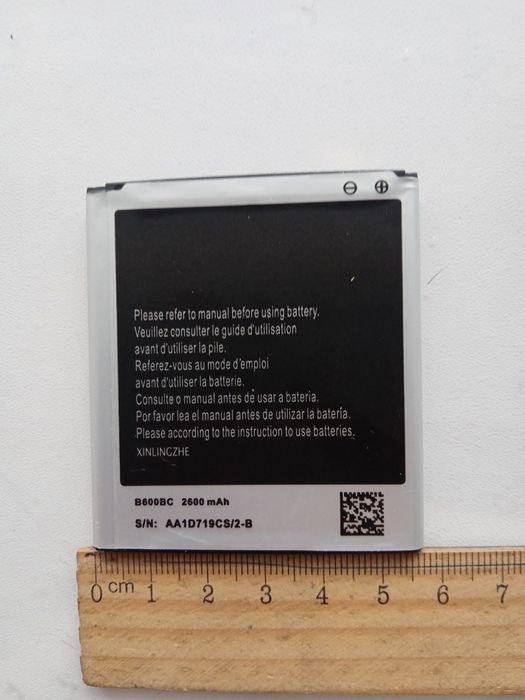 ⊖ ⊕
Please refer to manual before using battery.
Veuillez consulter le guide d'utilisation
avant d'utiliser la pile.
Referez-vous au mode d'emploi
avant d'utiliser la batterie.
Consulte o manual antes de usar a bateria.
Por favor lea el manual antes de utilizar la batería.
Please according to the instruction to use batteries.
XINLINGZHE
B600BC 2600 mAh
S/N: AA1D719CS/2-B
0 cm 1 2 3 4 5 6 7